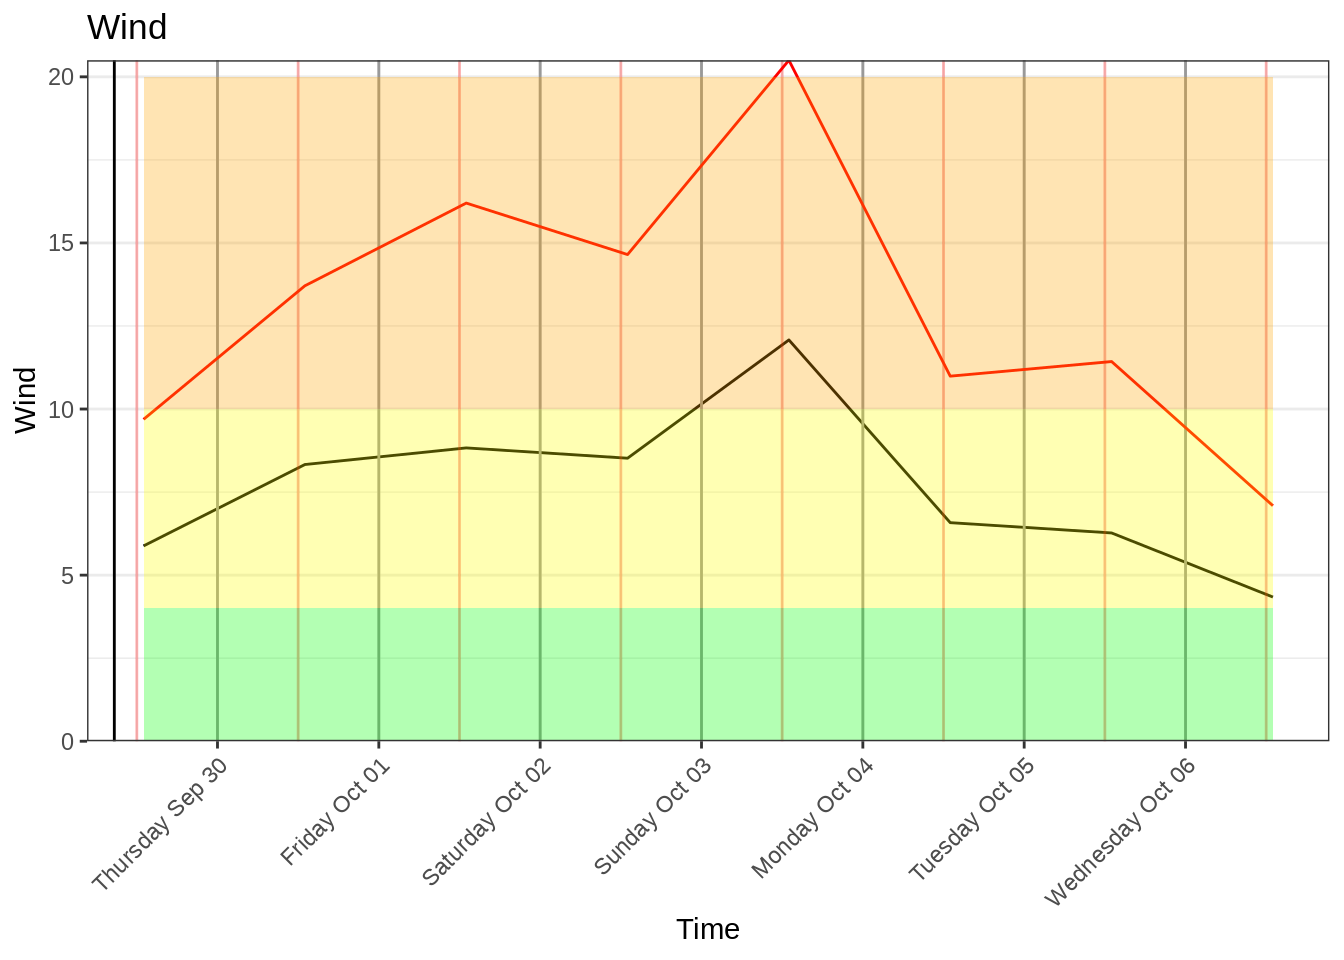 Wind
Wind
20
15
10
5
0
Thursday Sep 30
Friday Oct 01
Saturday Oct 02
Sunday Oct 03
Monday Oct 04
Tuesday Oct 05
Wednesday Oct 06
Time